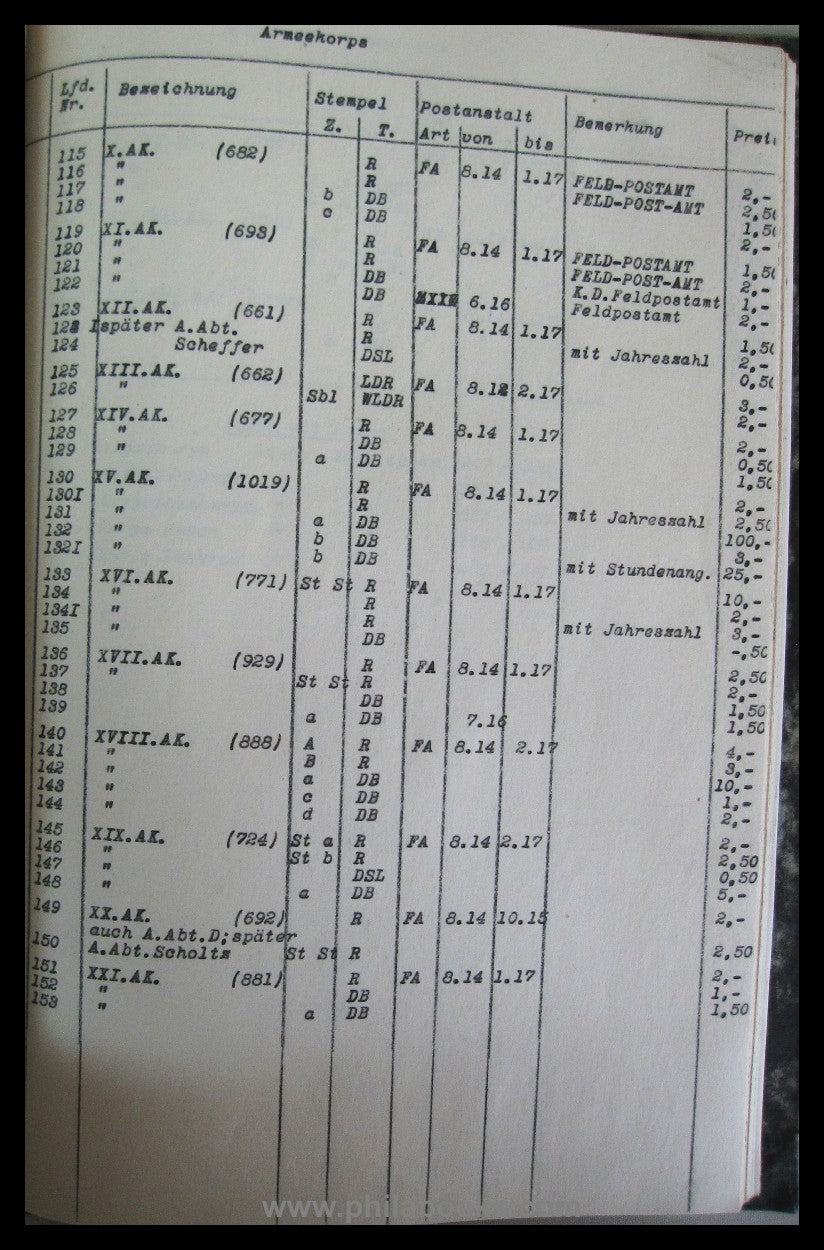 Armeekorps
Lfd. Nr. Bezeichnung Stempel Z. T. Postanstalt Art von bis Bemerkung Preis
115 X.AK. (682) R FA 8.14 1.17 FELD-POSTAMT 2,-
116 " R FELD-POST-AMT 2,50
117 " b DB 1,50
118 " c DB 2,-
119 XI.AK. (693) R FA 8.14 1.17 FELD-POSTAMT 1,50
120 " R FELD-POST-AMT 2,-
121 " DB K.D.Feldpostamt 1,-
122 " DB 6.16 Feldpostamt 2,-
123 XII.AK. (661) R FA 8.14 1.17 1,50
123 I später A.Abt. R mit Jahreszahl 2,-
124 Scheffer DSL 0,50
125 XIII.AK. (662) LDR FA 8.12 2.17 3,-
126 " Sbl WLDR 2,-
127 XIV.AK. (677) R FA 8.14 1.17 2,-
128 " DB 0,50
129 " a DB 1,50
130 XV.AK. (1019) R FA 8.14 1.17 2,-
130I " R mit Jahreszahl 2,50
131 " a DB 100,-
132 " b DB 3,-
132I " b DB mit Stundenang. 25,-
133 XVI.AK. (771) St St R FA 8.14 1.17 10,-
134 " R 2,-
134I " R mit Jahreszahl 3,-
135 " DB -,50
136 XVII.AK. (929) R FA 8.14 1.17 2,50
137 " St St R 2,-
138 DB 1,50
139 a DB 7.16 1,50
140 XVIII.AK. (888) A R FA 8.14 2.17 4,-
141 " B R 3,-
142 " a DB 10,-
143 " c DB 1,-
144 " d DB 2,-
145 XIX.AK. (724) St a R FA 8.14 2.17 2,-
146 " St b R 2,50
147 " DSL 0,50
148 " a DB 5,-
149 XX.AK. (692) R FA 8.14 10.15 2,-
auch A.Abt.D;später
150 A.Abt.Scholtz St St R 2,50
151 XXI.AK. (881) R FA 8.14 1.17 2,-
152 " DB 1,-
153 " a DB 1,50